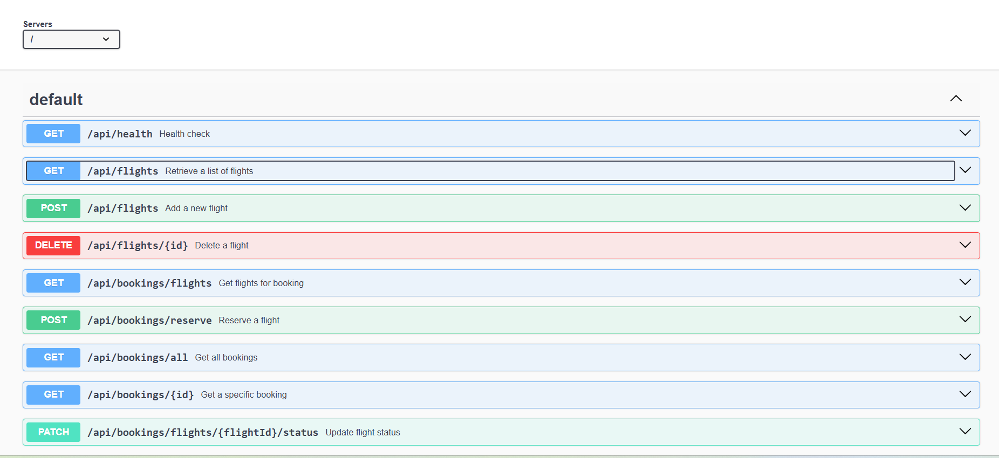 Servers
/
default
GET /api/health Health check
GET /api/flights Retrieve a list of flights
POST /api/flights Add a new flight
DELETE /api/flights/{id} Delete a flight
GET /api/bookings/flights Get flights for booking
POST /api/bookings/reserve Reserve a flight
GET /api/bookings/all Get all bookings
GET /api/bookings/{id} Get a specific booking
PATCH /api/bookings/flights/{flightId}/status Update flight status